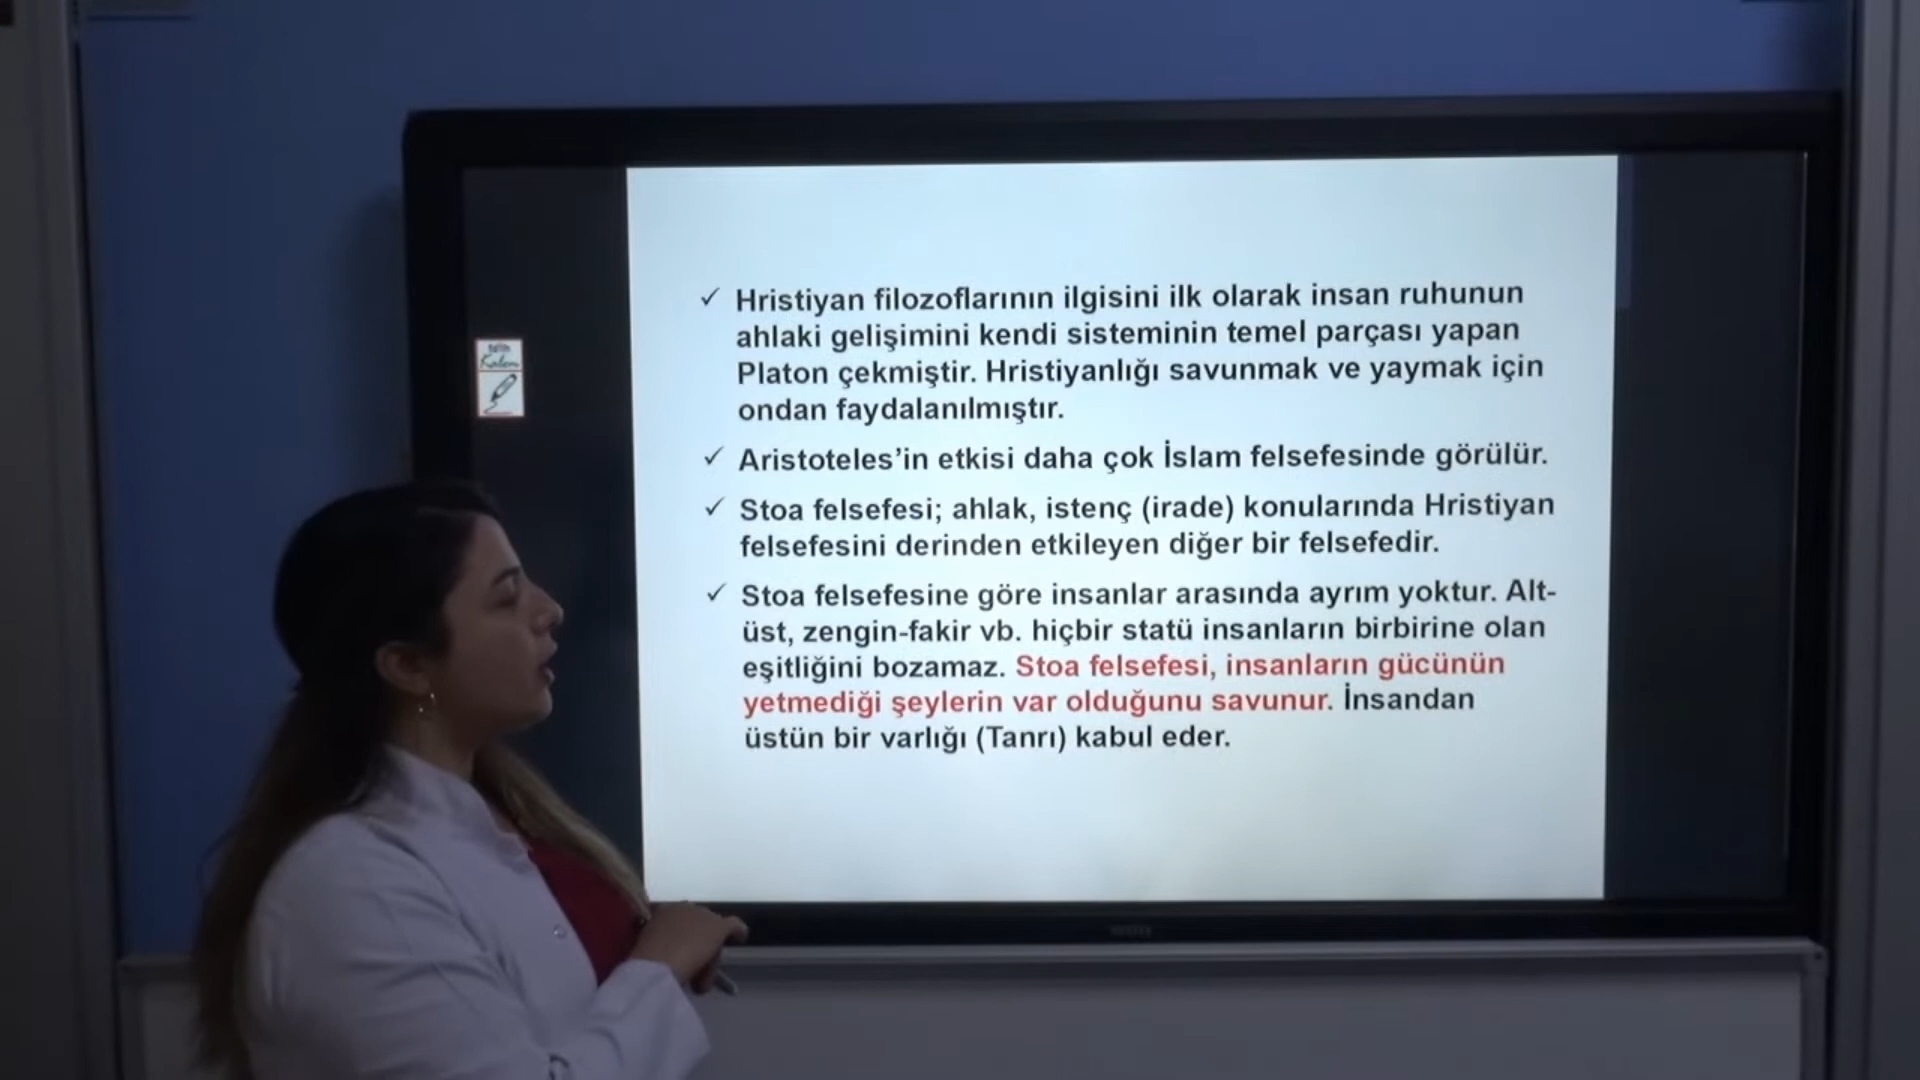 Kalem
✓ Hristiyan filozoflarının ilgisini ilk olarak insan ruhunun
ahlaki gelişimini kendi sisteminin temel parçası yapan
Platon çekmiştir. Hristiyanlığı savunmak ve yaymak için
ondan faydalanılmıştır.
✓ Aristoteles’in etkisi daha çok İslam felsefesinde görülür.
✓ Stoa felsefesi; ahlak, istenç (irade) konularında Hristiyan
felsefesini derinden etkileyen diğer bir felsefedir.
✓ Stoa felsefesine göre insanlar arasında ayrım yoktur. Alt-
üst, zengin-fakir vb. hiçbir statü insanların birbirine olan
eşitliğini bozamaz. Stoa felsefesi, insanların gücünün
yetmediği şeylerin var olduğunu savunur. İnsandan
üstün bir varlığı (Tanrı) kabul eder.